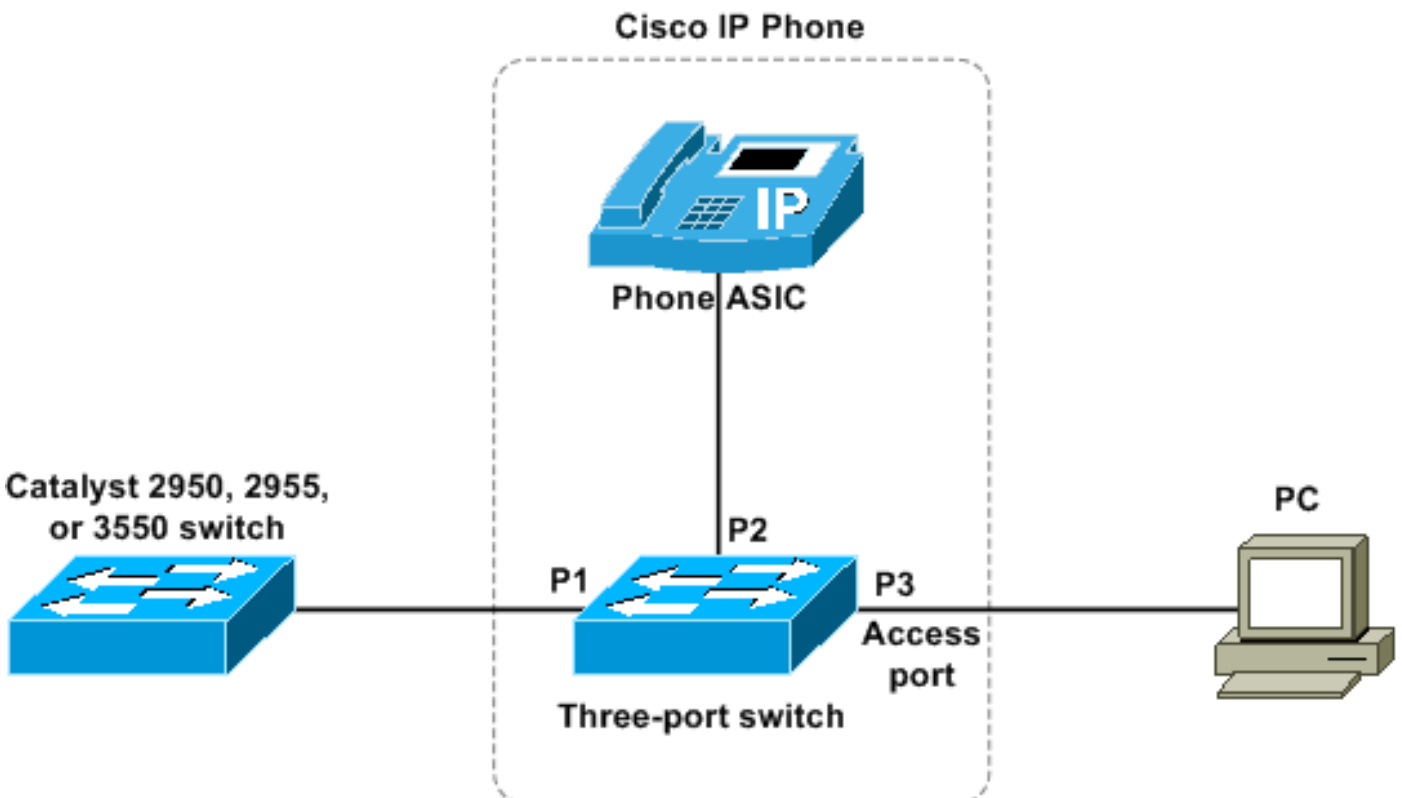 Cisco IP Phone
IP
Phone ASIC
Catalyst 2950, 2955,
or 3550 switch
P2
PC
P1
P3
Access
port
Three-port switch